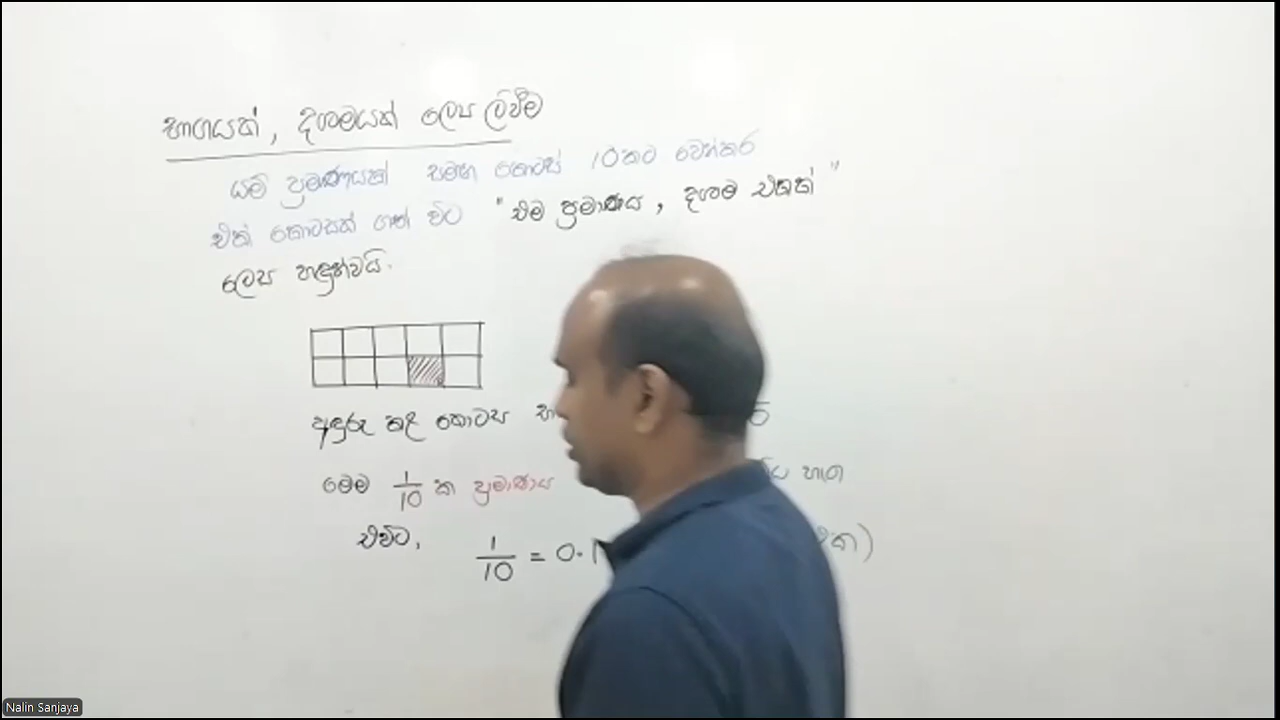 භාගයක්, දශමයක් ලෙස ලිවීම
යම් ප්‍රමාණයක් සමාන කොටස් 10කට වෙන්කර
එක් කොටසක් ගත් විට "එම ප්‍රමාණය, දශම එකක්"
ලෙස හඳුන්වයි.
අඳුරු කළ කොටස
මෙම 1/10 ක ප්‍රමාණය හැක
එවිට, 1/10 = 0.1
Nalin Sanjaya